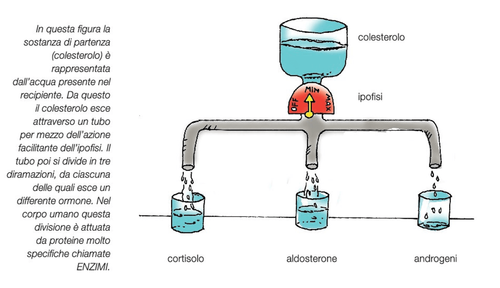 In questa figura la
sostanza di partenza
(colesterolo) è
rappresentata
dall'acqua presente nel
recipiente. Da questo
il colesterolo esce
attraverso un tubo
per mezzo dell'azione
facilitante dell'ipofisi. Il
tubo poi si divide in tre
diramazioni, da ciascuna
delle quali esce un
differente ormone. Nel
corpo umano questa
divisione è attuata
da proteine molto
specifiche chiamate
ENZIMI.
colesterolo
OFF MIN MAX
ipofisi
cortisolo
aldosterone
androgeni